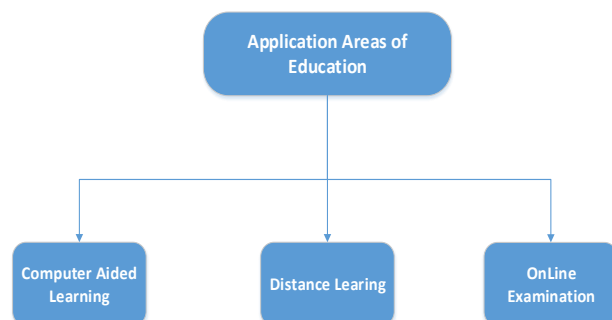 Application Areas of
Education
Computer Aided
Learning
Distance Learing
OnLine
Examination